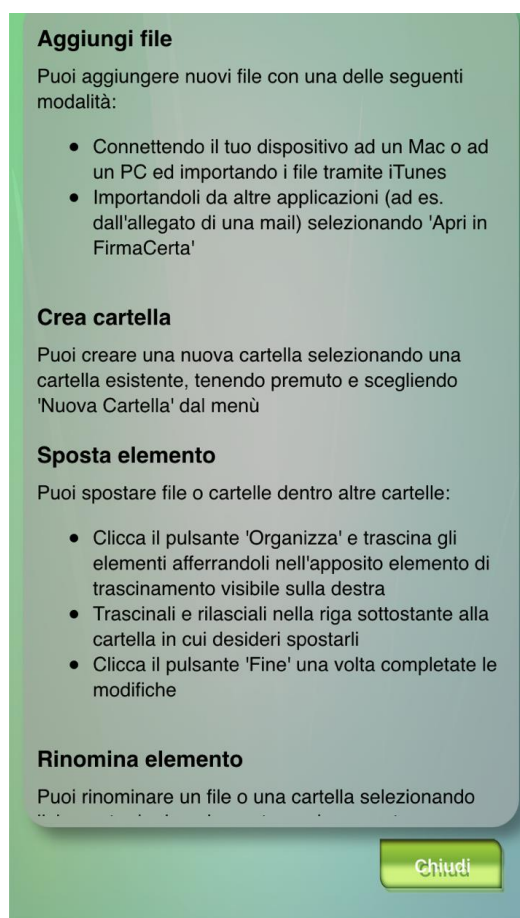 Aggiungi file
Puoi aggiungere nuovi file con una delle seguenti
modalità:
● Connettendo il tuo dispositivo ad un Mac o ad
un PC ed importando i file tramite iTunes
● Importandoli da altre applicazioni (ad es.
dall'allegato di una mail) selezionando 'Apri in
FirmaCerta'
Crea cartella
Puoi creare una nuova cartella selezionando una
cartella esistente, tenendo premuto e scegliendo
'Nuova Cartella' dal menù
Sposta elemento
Puoi spostare file o cartelle dentro altre cartelle:
● Clicca il pulsante 'Organizza' e trascina gli
elementi afferrandoli nell'apposito elemento di
trascinamento visibile sulla destra
● Trascinali e rilasciali nella riga sottostante alla
cartella in cui desideri spostarli
● Clicca il pulsante 'Fine' una volta completate le
modifiche
Rinomina elemento
Puoi rinominare un file o una cartella selezionando
Chiudi